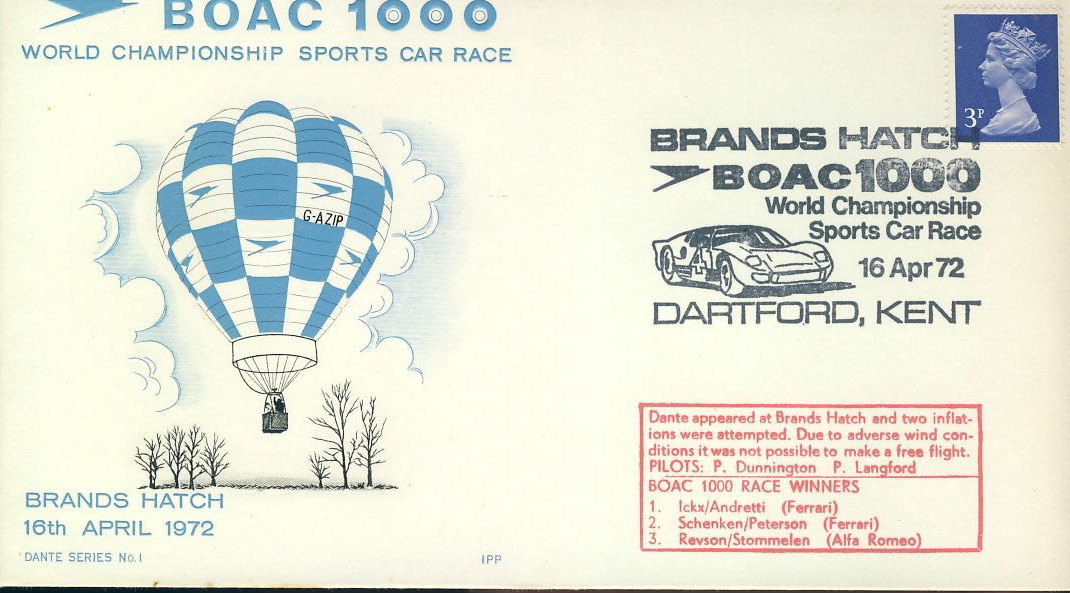 BOAC 1000
WORLD CHAMPIONSHIP SPORTS CAR RACE
G-AZIP
BRANDS HATCH
16th APRIL 1972
DANTE SERIES No.1
IPP
3P
BRANDS HATCH
BOAC 1000
World Championship
Sports Car Race
4
16 Apr 72
DARTFORD, KENT
Dante appeared at Brands Hatch and two inflat-
ions were attempted. Due to adverse wind con-
ditions it was not possible to make a free flight.
PILOTS: P. Dunnington P. Langford
BOAC 1000 RACE WINNERS
1. Ickx/Andretti (Ferrari)
2. Schenken/Peterson (Ferrari)
3. Revson/Stommelen (Alfa Romeo)